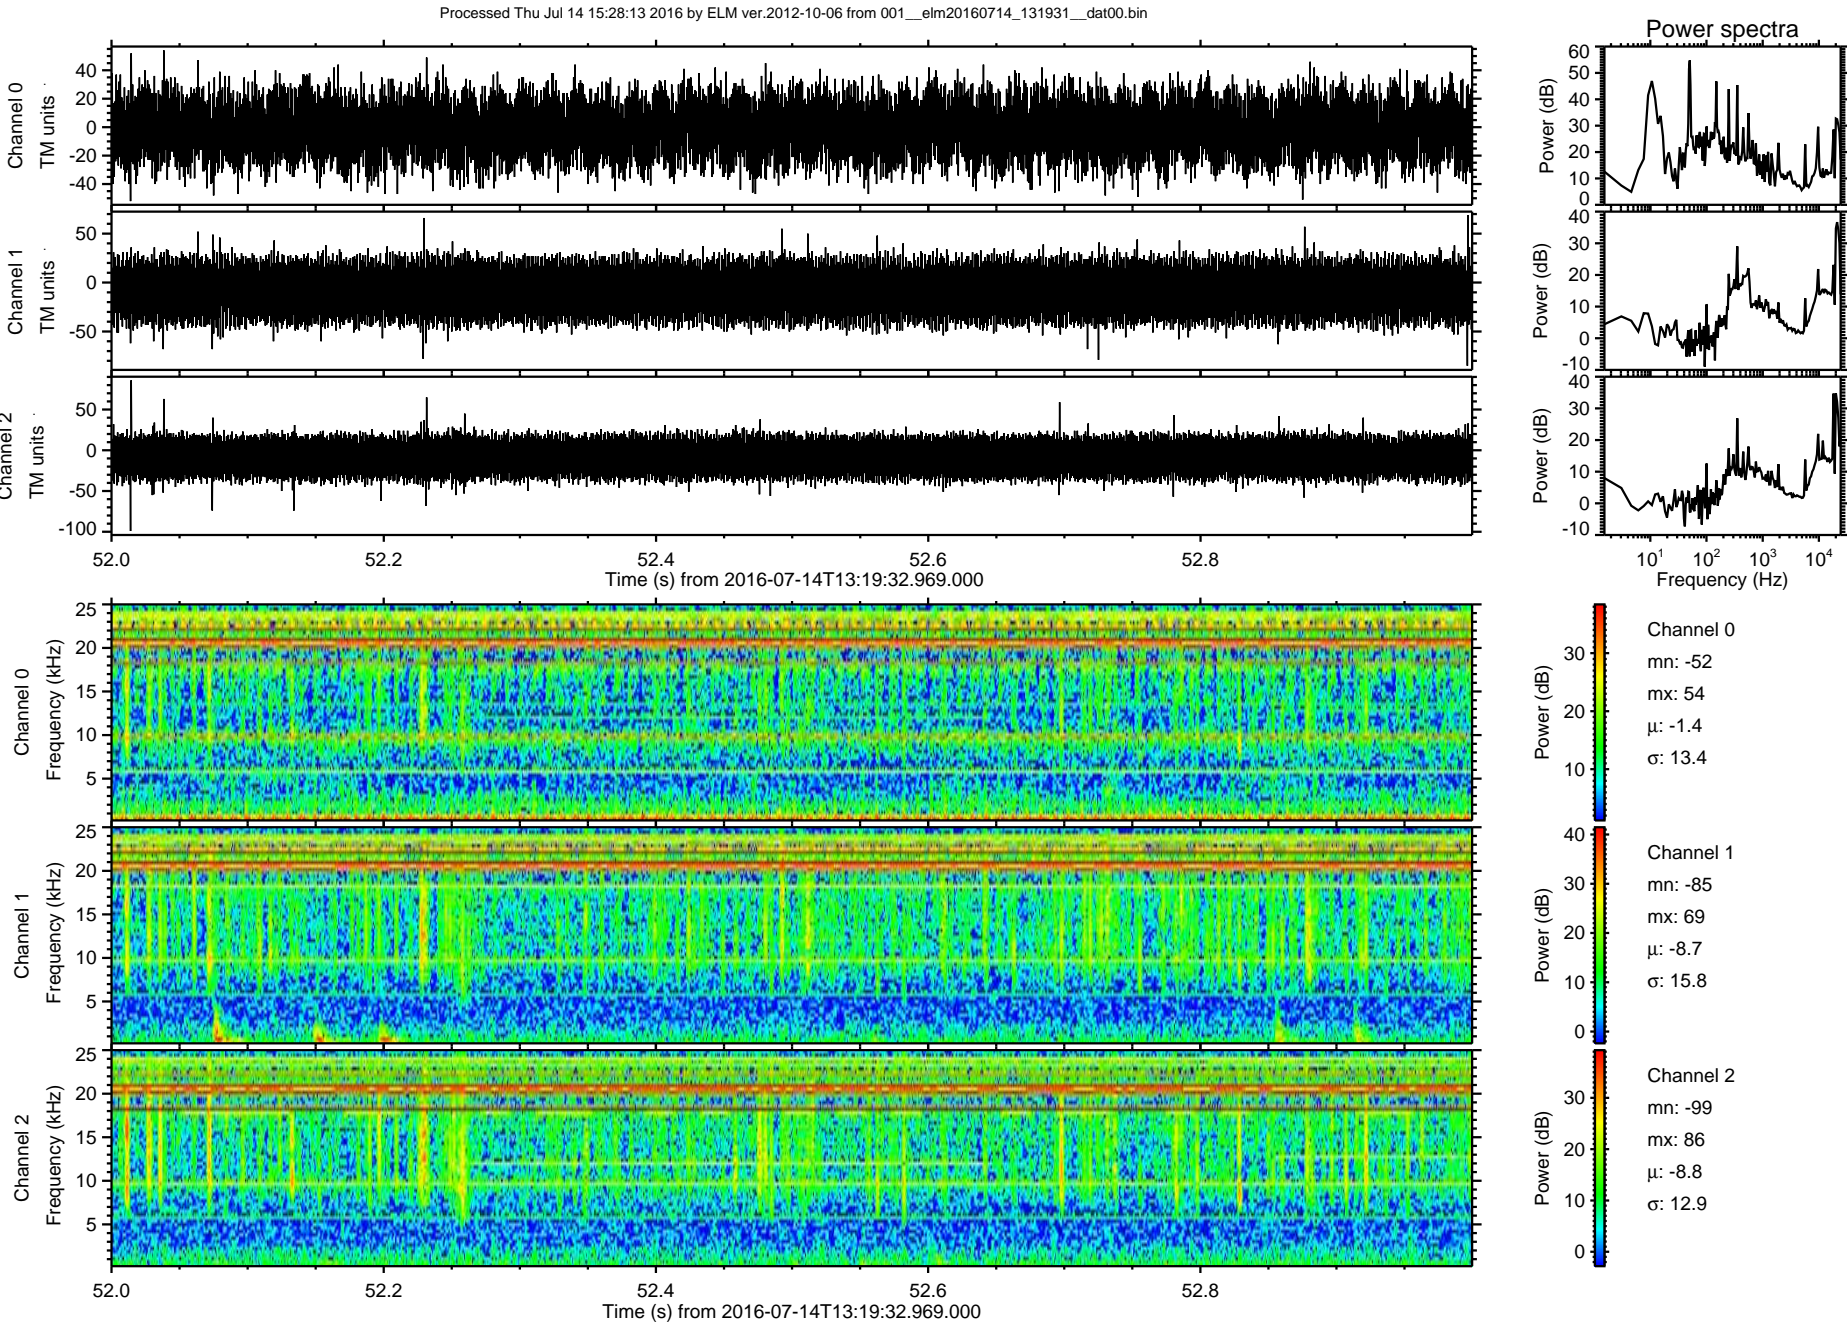 Processed Thu Jul 14 15:28:13 2016 by ELM ver.2012-10-06 from 001__elm20160714_131931__dat00.bin
Power spectra
Channel 0
TM units
40
20
0
-20
-40
Power (dB)
60
50
40
30
20
10
0
Channel 1
TM units
50
0
-50
Power (dB)
40
30
20
10
0
-10
Channel 2
TM units
50
0
-50
-100
Power (dB)
40
30
20
10
0
-10
52.0 52.2 52.4 52.6 52.8
Time (s) from 2016-07-14T13:19:32.969.000
10^1 10^2 10^3 10^4
Frequency (Hz)
Channel 0
Frequency (kHz)
25
20
15
10
5
Power (dB)
30
20
10
Channel 0
mn: -52
mx: 54
μ: -1.4
σ: 13.4
Channel 1
Frequency (kHz)
25
20
15
10
5
Power (dB)
40
30
20
10
0
Channel 1
mn: -85
mx: 69
μ: -8.7
σ: 15.8
Channel 2
Frequency (kHz)
25
20
15
10
5
Power (dB)
30
20
10
0
Channel 2
mn: -99
mx: 86
μ: -8.8
σ: 12.9
52.0 52.2 52.4 52.6 52.8
Time (s) from 2016-07-14T13:19:32.969.000